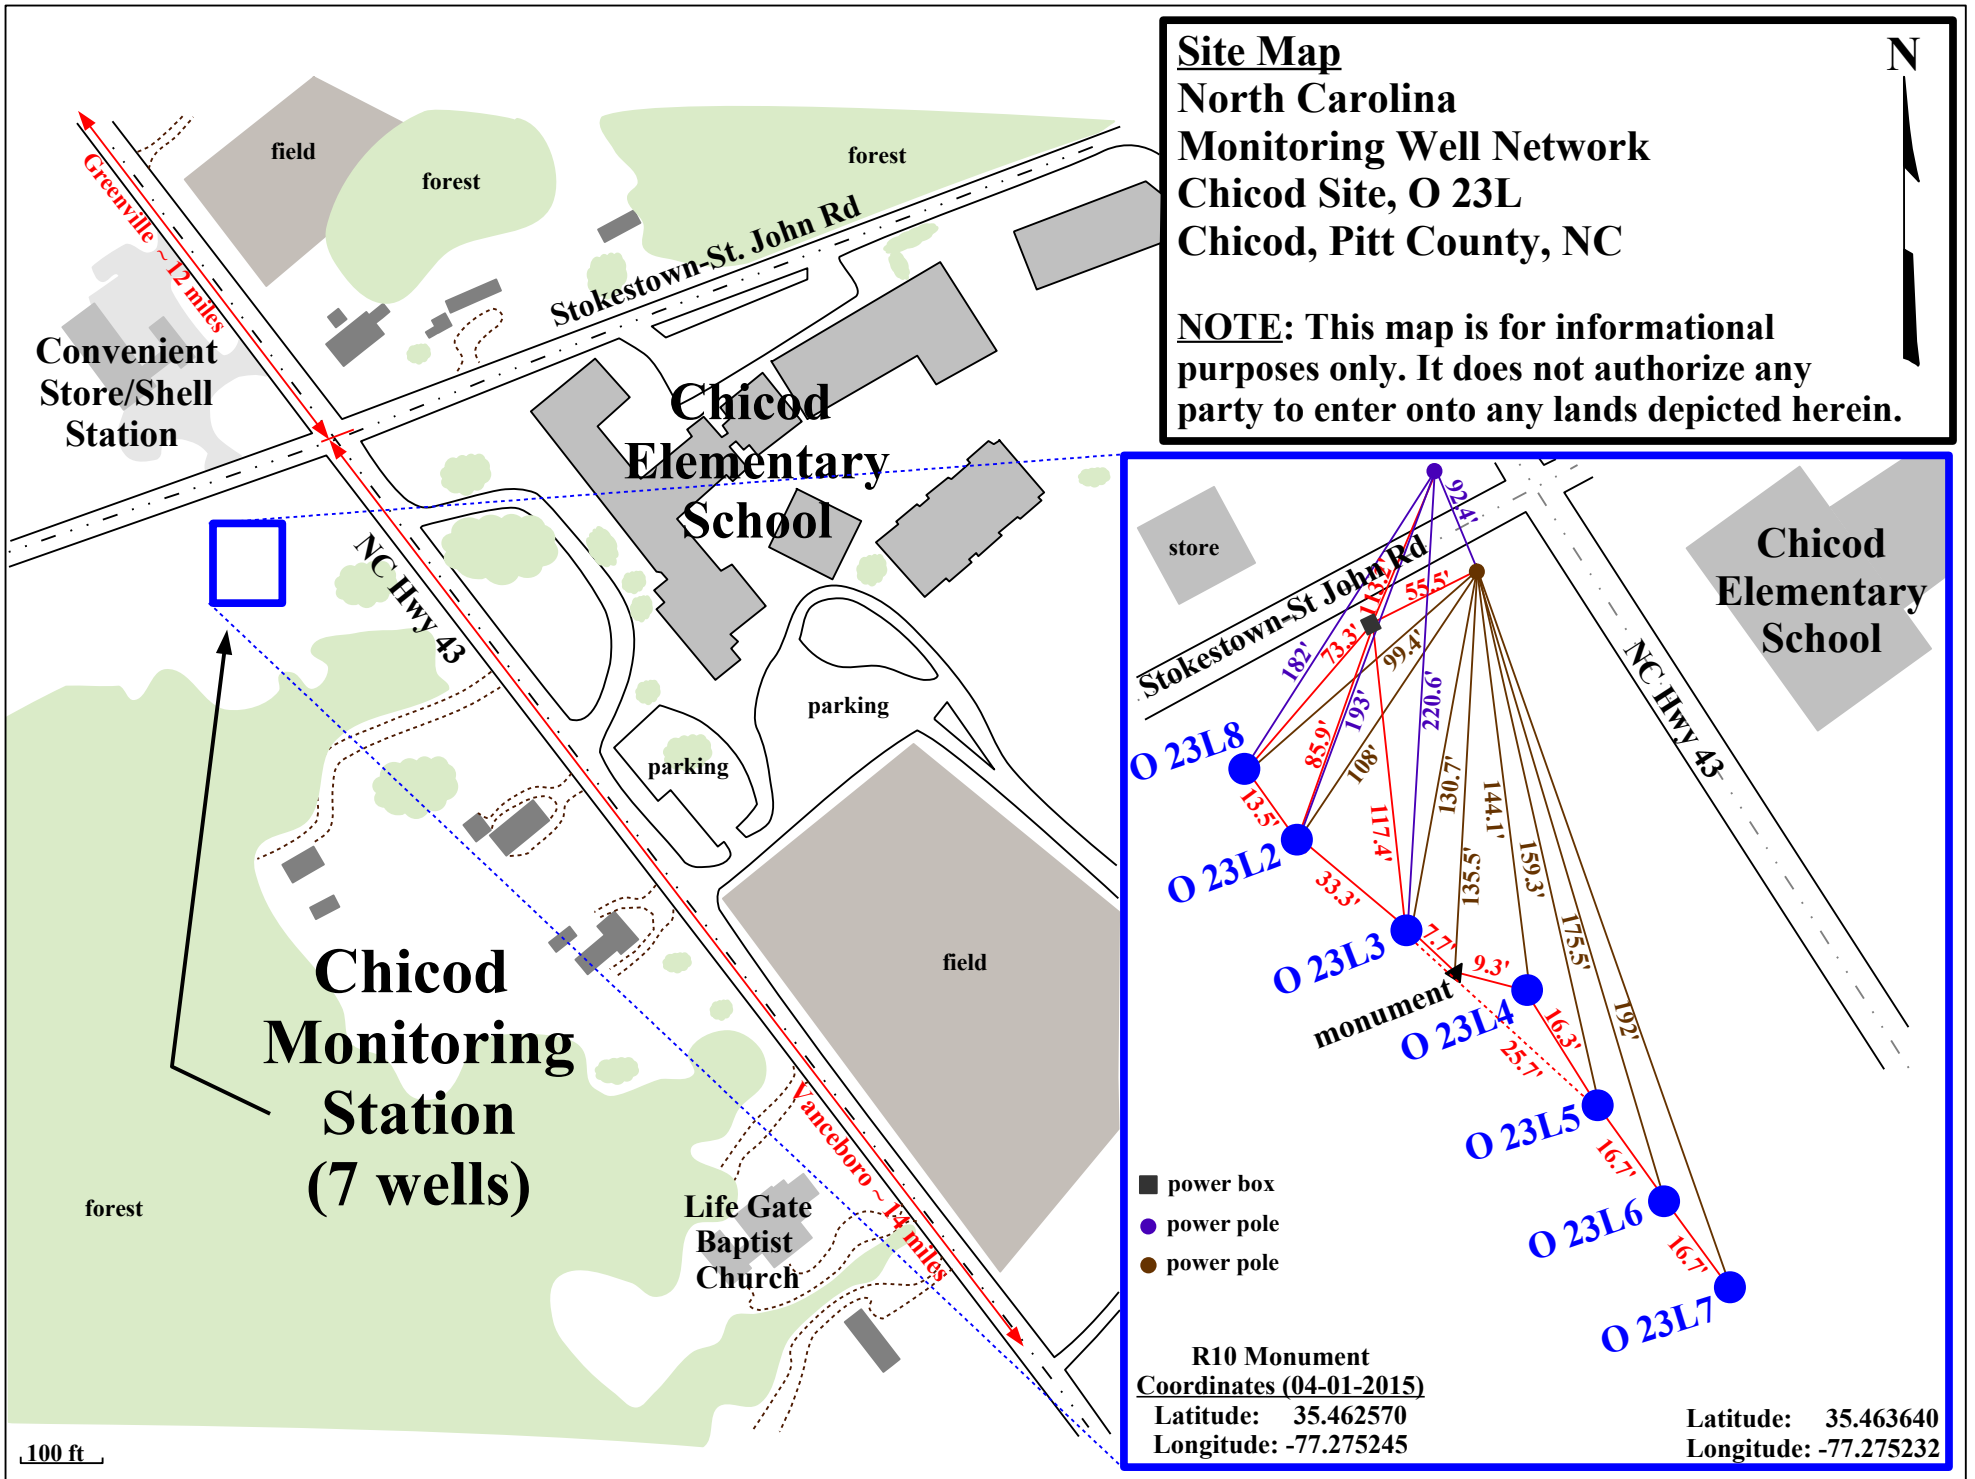 Site Map
North Carolina
Monitoring Well Network
Chicod Site, O 23L
Chicod, Pitt County, NC
NOTE: This map is for informational
purposes only. It does not authorize any
party to enter onto any lands depicted herein.
N
field
forest
forest
Greenville ~ 12 miles
Stokestown-St. John Rd
Convenient
Store/Shell
Station
Chicod
Elementary
School
NC Hwy 43
parking
parking
field
Chicod
Monitoring
Station
(7 wells)
forest
Vanceboro ~ 14 miles
Life Gate
Baptist
Church
100 ft
store
Chicod
Elementary
School
Stokestown-St John Rd
NC Hwy 43
92.4'
113.2'
55.5'
182'
73.3'
99.4'
85.9'
193'
108'
220.6'
117.4'
130.7'
135.5'
144.1'
159.3'
175.5'
192'
O 23L8
13.5'
O 23L2
33.3'
O 23L3
7.7'
9.3'
monument
O 23L4
16.3'
25.7'
O 23L5
16.7'
O 23L6
16.7'
O 23L7
power box
power pole
power pole
R10 Monument
Coordinates (04-01-2015)
Latitude: 35.462570
Longitude: -77.275245
Latitude: 35.463640
Longitude: -77.275232